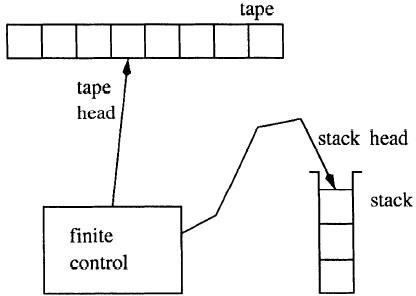 tape
tape
head
stack head
stack
finite
control